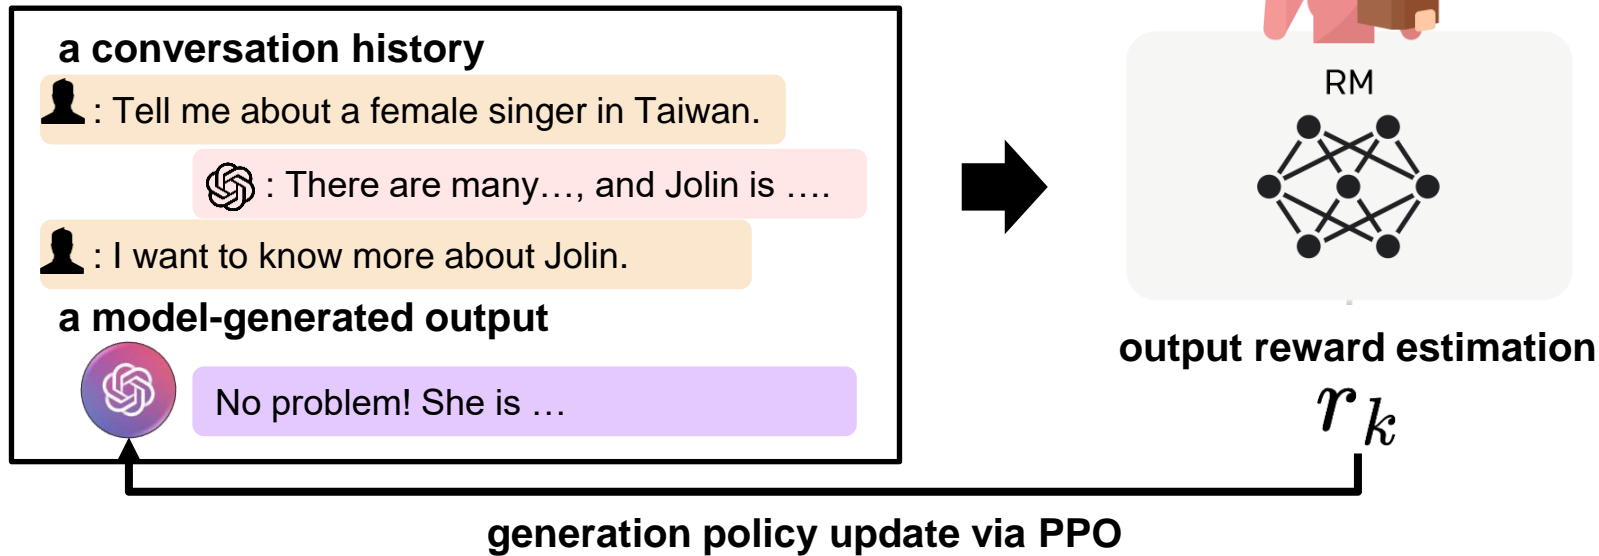 a conversation history
: Tell me about a female singer in Taiwan.
: There are many…, and Jolin is ….
: I want to know more about Jolin.
a model-generated output
No problem! She is …
RM
output reward estimation
r_k
generation policy update via PPO